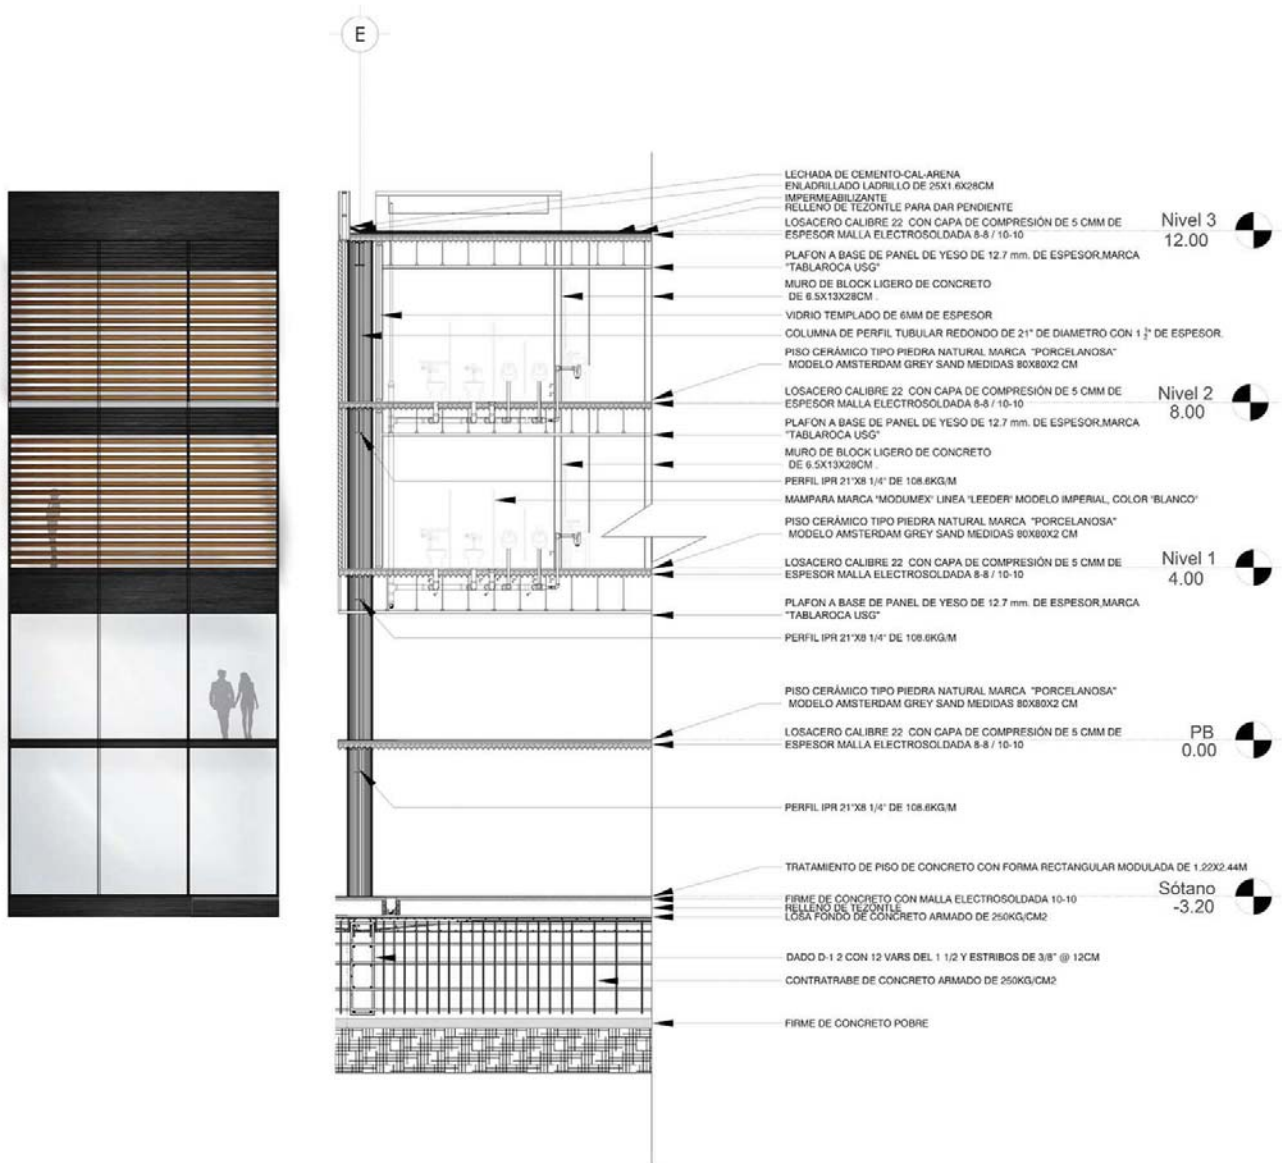 E
LECHADA DE CEMENTO-CAL-ARENA
ENLADRILLADO LADRILLO DE 25X1.6X28CM
IMPERMEABILIZANTE
RELLENO DE TEZONTLE PARA DAR PENDIENTE
LOSACERO CALIBRE 22 CON CAPA DE COMPRESIÓN DE 5 CMM DE
ESPESOR MALLA ELECTROSOLDADA 8-8 / 10-10
Nivel 3
12.00
PLAFON A BASE DE PANEL DE YESO DE 12.7 mm. DE ESPESOR,MARCA
"TABLAROCA USG"
MURO DE BLOCK LIGERO DE CONCRETO
DE 6.5X13X28CM .
VIDRIO TEMPLADO DE 6MM DE ESPESOR
COLUMNA DE PERFIL TUBULAR REDONDO DE 21" DE DIAMETRO CON 1 ½" DE ESPESOR.
PISO CERÁMICO TIPO PIEDRA NATURAL MARCA "PORCELANOSA"
MODELO AMSTERDAM GREY SAND MEDIDAS 80X80X2 CM
LOSACERO CALIBRE 22 CON CAPA DE COMPRESIÓN DE 5 CMM DE
ESPESOR MALLA ELECTROSOLDADA 8-8 / 10-10
Nivel 2
8.00
PLAFON A BASE DE PANEL DE YESO DE 12.7 mm. DE ESPESOR,MARCA
"TABLAROCA USG"
MURO DE BLOCK LIGERO DE CONCRETO
DE 6.5X13X28CM .
PERFIL IPR 21"X8 1/4" DE 108.6KG/M
MAMPARA MARCA "MODUMEX" LINEA "LEEDER" MODELO IMPERIAL, COLOR "BLANCO"
PISO CERÁMICO TIPO PIEDRA NATURAL MARCA "PORCELANOSA"
MODELO AMSTERDAM GREY SAND MEDIDAS 80X80X2 CM
LOSACERO CALIBRE 22 CON CAPA DE COMPRESIÓN DE 5 CMM DE
ESPESOR MALLA ELECTROSOLDADA 8-8 / 10-10
Nivel 1
4.00
PLAFON A BASE DE PANEL DE YESO DE 12.7 mm. DE ESPESOR,MARCA
"TABLAROCA USG"
PERFIL IPR 21"X8 1/4" DE 108.6KG/M
PISO CERÁMICO TIPO PIEDRA NATURAL MARCA "PORCELANOSA"
MODELO AMSTERDAM GREY SAND MEDIDAS 80X80X2 CM
LOSACERO CALIBRE 22 CON CAPA DE COMPRESIÓN DE 5 CMM DE
ESPESOR MALLA ELECTROSOLDADA 8-8 / 10-10
PB
0.00
PERFIL IPR 21"X8 1/4" DE 108.6KG/M
TRATAMIENTO DE PISO DE CONCRETO CON FORMA RECTANGULAR MODULADA DE 1.22X2.44M
FIRME DE CONCRETO CON MALLA ELECTROSOLDADA 10-10
RELLENO DE TEZONTLE
LOSA FONDO DE CONCRETO ARMADO DE 250KG/CM2
Sótano
-3.20
DADO D-1 2 CON 12 VARS DEL 1 1/2 Y ESTRIBOS DE 3/8" @ 12CM
CONTRATRABE DE CONCRETO ARMADO DE 250KG/CM2
FIRME DE CONCRETO POBRE